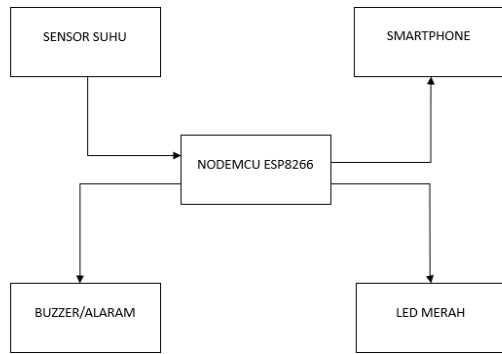 SENSOR SUHU
SMARTPHONE
NODEMCU ESP8266
BUZZER/ALARAM
LED MERAH